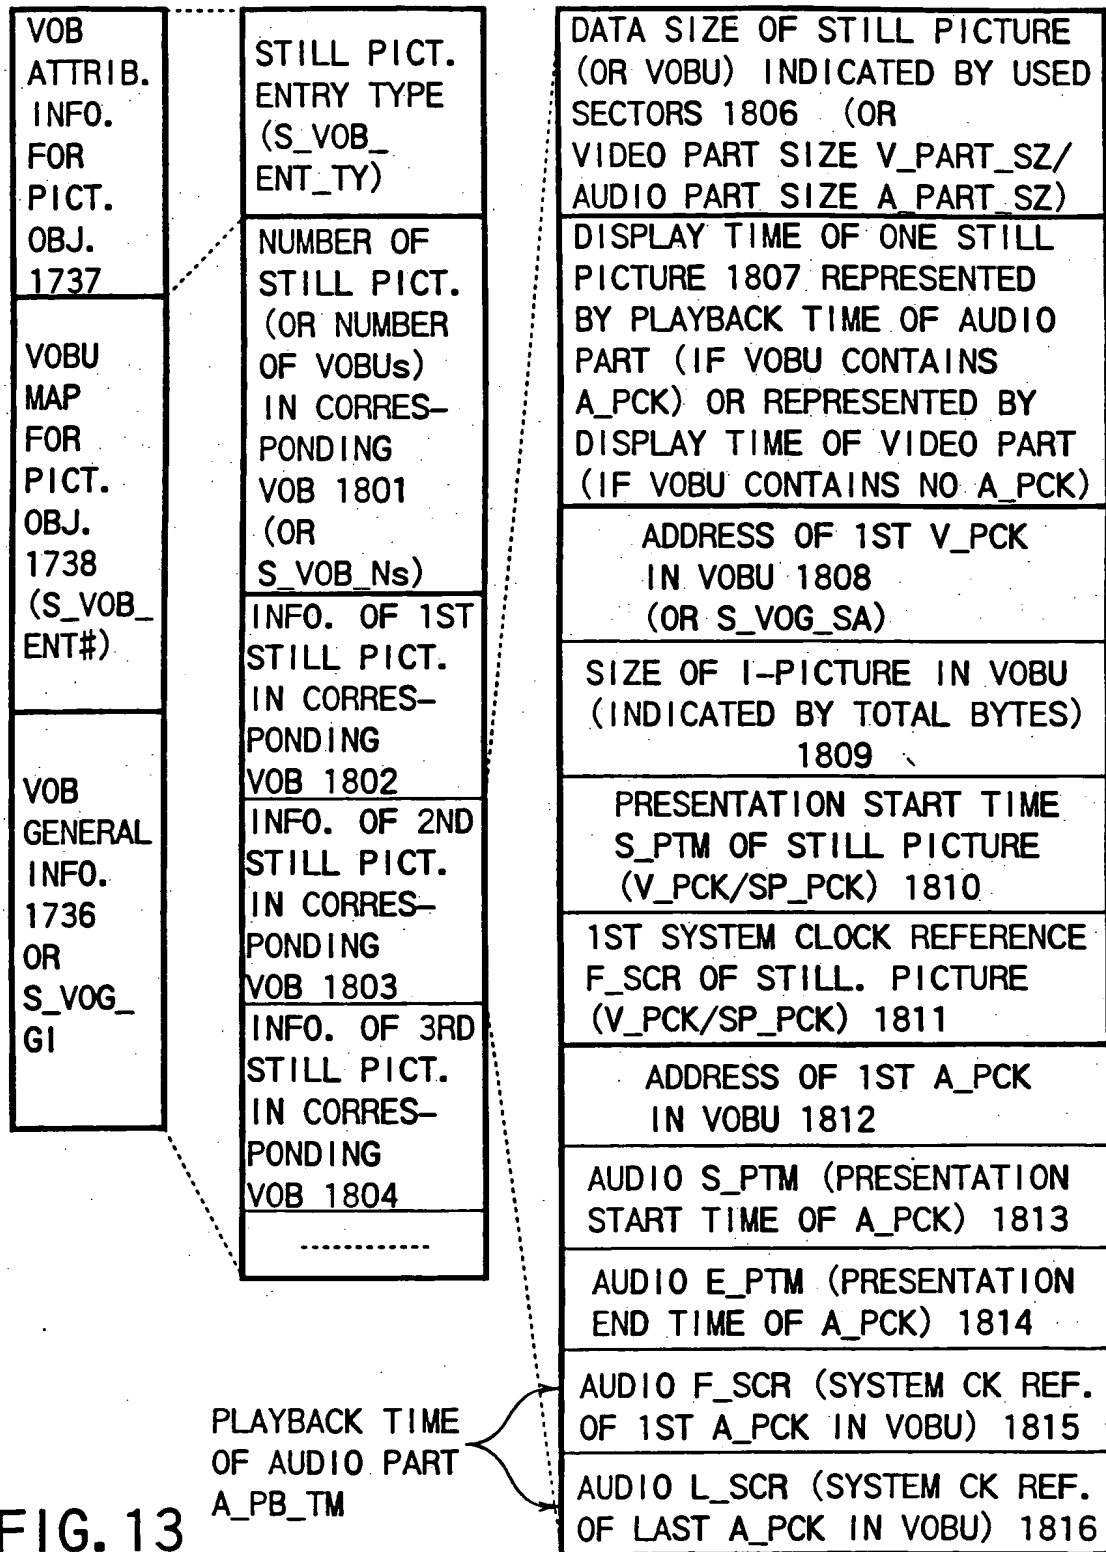 VOB
ATTRIB.
INFO.
FOR
PICT.
OBJ.
1737
VOBU
MAP
FOR
PICT.
OBJ.
1738
(S_VOB_
ENT#)
VOB
GENERAL
INFO.
1736
OR
S_VOG_
GI
STILL PICT.
ENTRY TYPE
(S_VOB_
ENT_TY)
NUMBER OF
STILL PICT.
(OR NUMBER
OF VOBUs)
IN CORRES-
PONDING
VOB 1801
(OR
S_VOB_Ns)
INFO. OF 1ST
STILL PICT.
IN CORRES-
PONDING
VOB 1802
INFO. OF 2ND
STILL PICT.
IN CORRES-
PONDING
VOB 1803
INFO. OF 3RD
STILL PICT.
IN CORRES-
PONDING
VOB 1804
............
DATA SIZE OF STILL PICTURE
(OR VOBU) INDICATED BY USED
SECTORS 1806 (OR
VIDEO PART SIZE V_PART_SZ/
AUDIO PART SIZE A_PART_SZ)
DISPLAY TIME OF ONE STILL
PICTURE 1807 REPRESENTED
BY PLAYBACK TIME OF AUDIO
PART (IF VOBU CONTAINS
A_PCK) OR REPRESENTED BY
DISPLAY TIME OF VIDEO PART
(IF VOBU CONTAINS NO A_PCK)
ADDRESS OF 1ST V_PCK
IN VOBU 1808
(OR S_VOG_SA)
SIZE OF I-PICTURE IN VOBU
(INDICATED BY TOTAL BYTES)
1809
PRESENTATION START TIME
S_PTM OF STILL PICTURE
(V_PCK/SP_PCK) 1810
1ST SYSTEM CLOCK REFERENCE
F_SCR OF STILL. PICTURE
(V_PCK/SP_PCK) 1811
ADDRESS OF 1ST A_PCK
IN VOBU 1812
AUDIO S_PTM (PRESENTATION
START TIME OF A_PCK) 1813
AUDIO E_PTM (PRESENTATION
END TIME OF A_PCK) 1814
AUDIO F_SCR (SYSTEM CK REF.
OF 1ST A_PCK IN VOBU) 1815
AUDIO L_SCR (SYSTEM CK REF.
OF LAST A_PCK IN VOBU) 1816
PLAYBACK TIME
OF AUDIO PART
A_PB_TM
FIG. 13